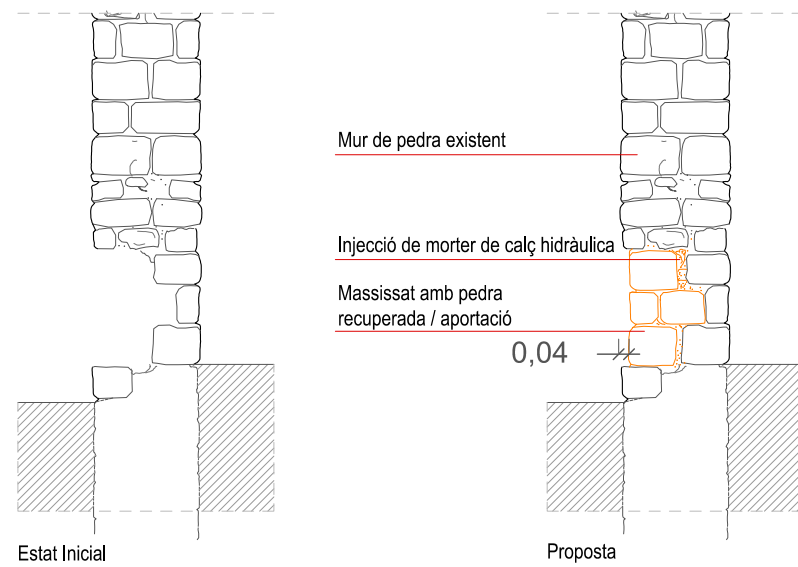 Mur de pedra existent
Injecció de morter de calç hidràulica
Massissat amb pedra
recuperada / aportació
0,04
Estat Inicial
Proposta